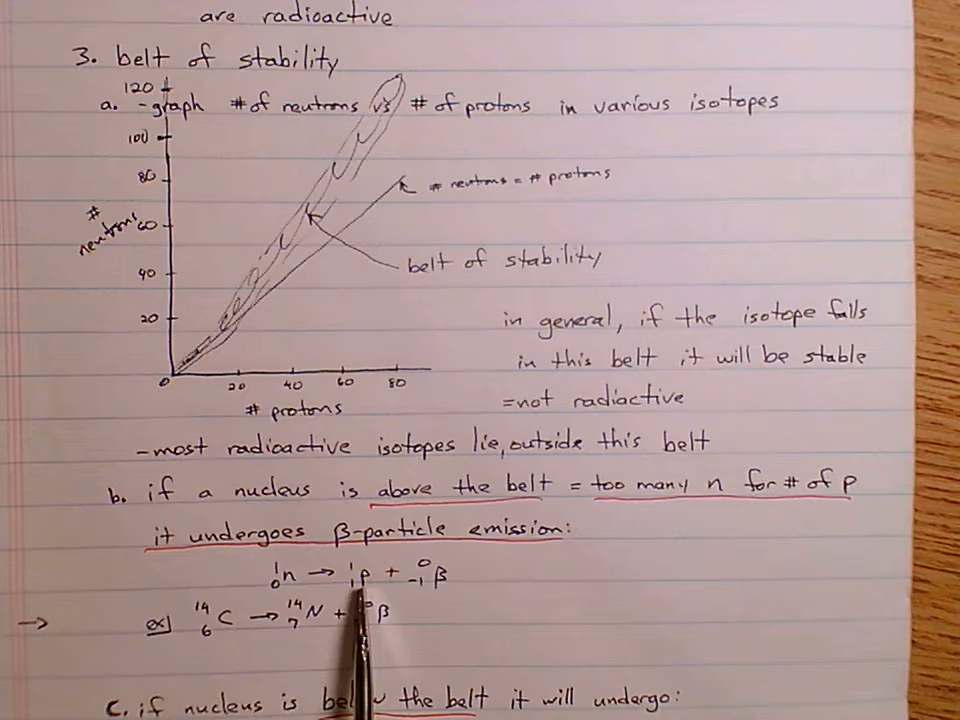 are radioactive
3. belt of stability
a. - graph # of neutrons vs # of protons in various isotopes
120
100
80
60
40
20
0
# neutrons
20 40 60 80
# protons
# neutrons = # protons
belt of stability
in general, if the isotope falls
in this belt it will be stable
=not radiactive
-most radioactive isotopes lie, outside this belt
b. if a nucleus is above the belt = too many n for # of p
it undergoes β-particle emission:
¹₀n → ¹₁p + ⁰₋₁β
→ ex] ¹⁴₆C → ¹⁴₇N + β
c. if nucleus is below the belt it will undergo: